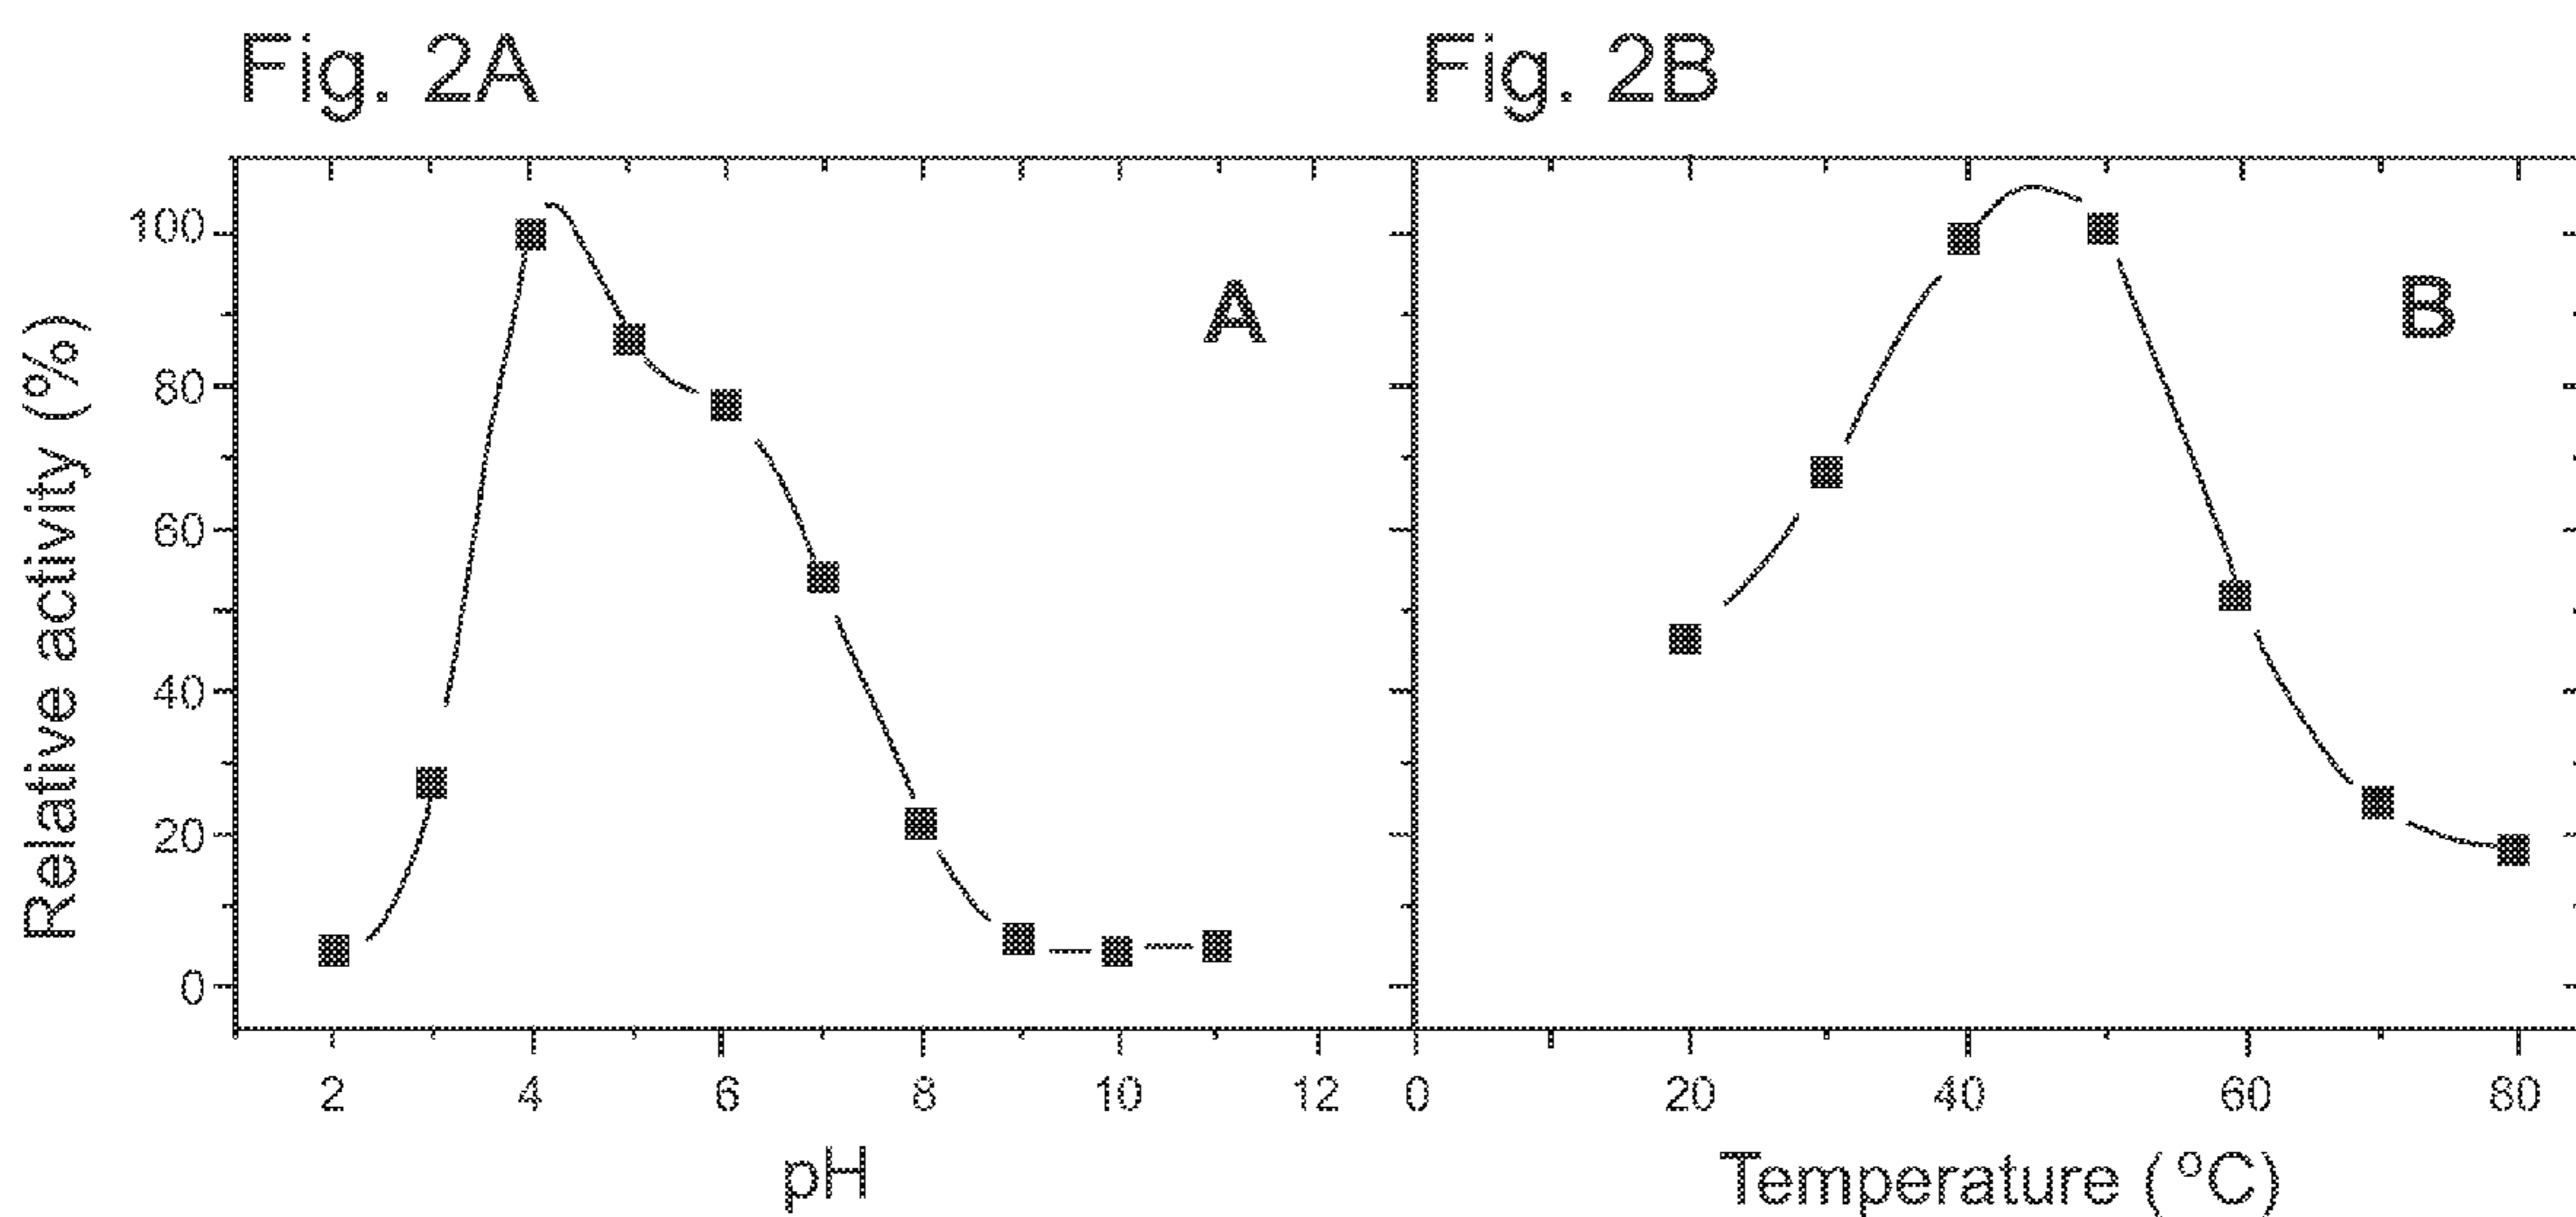 Fig. 2A
Fig. 2B
Relative activity (%)
100
80
60
40
20
0
A
B
2 4 6 8 10 12
0 20 40 60 80
pH
Temperature (°C)